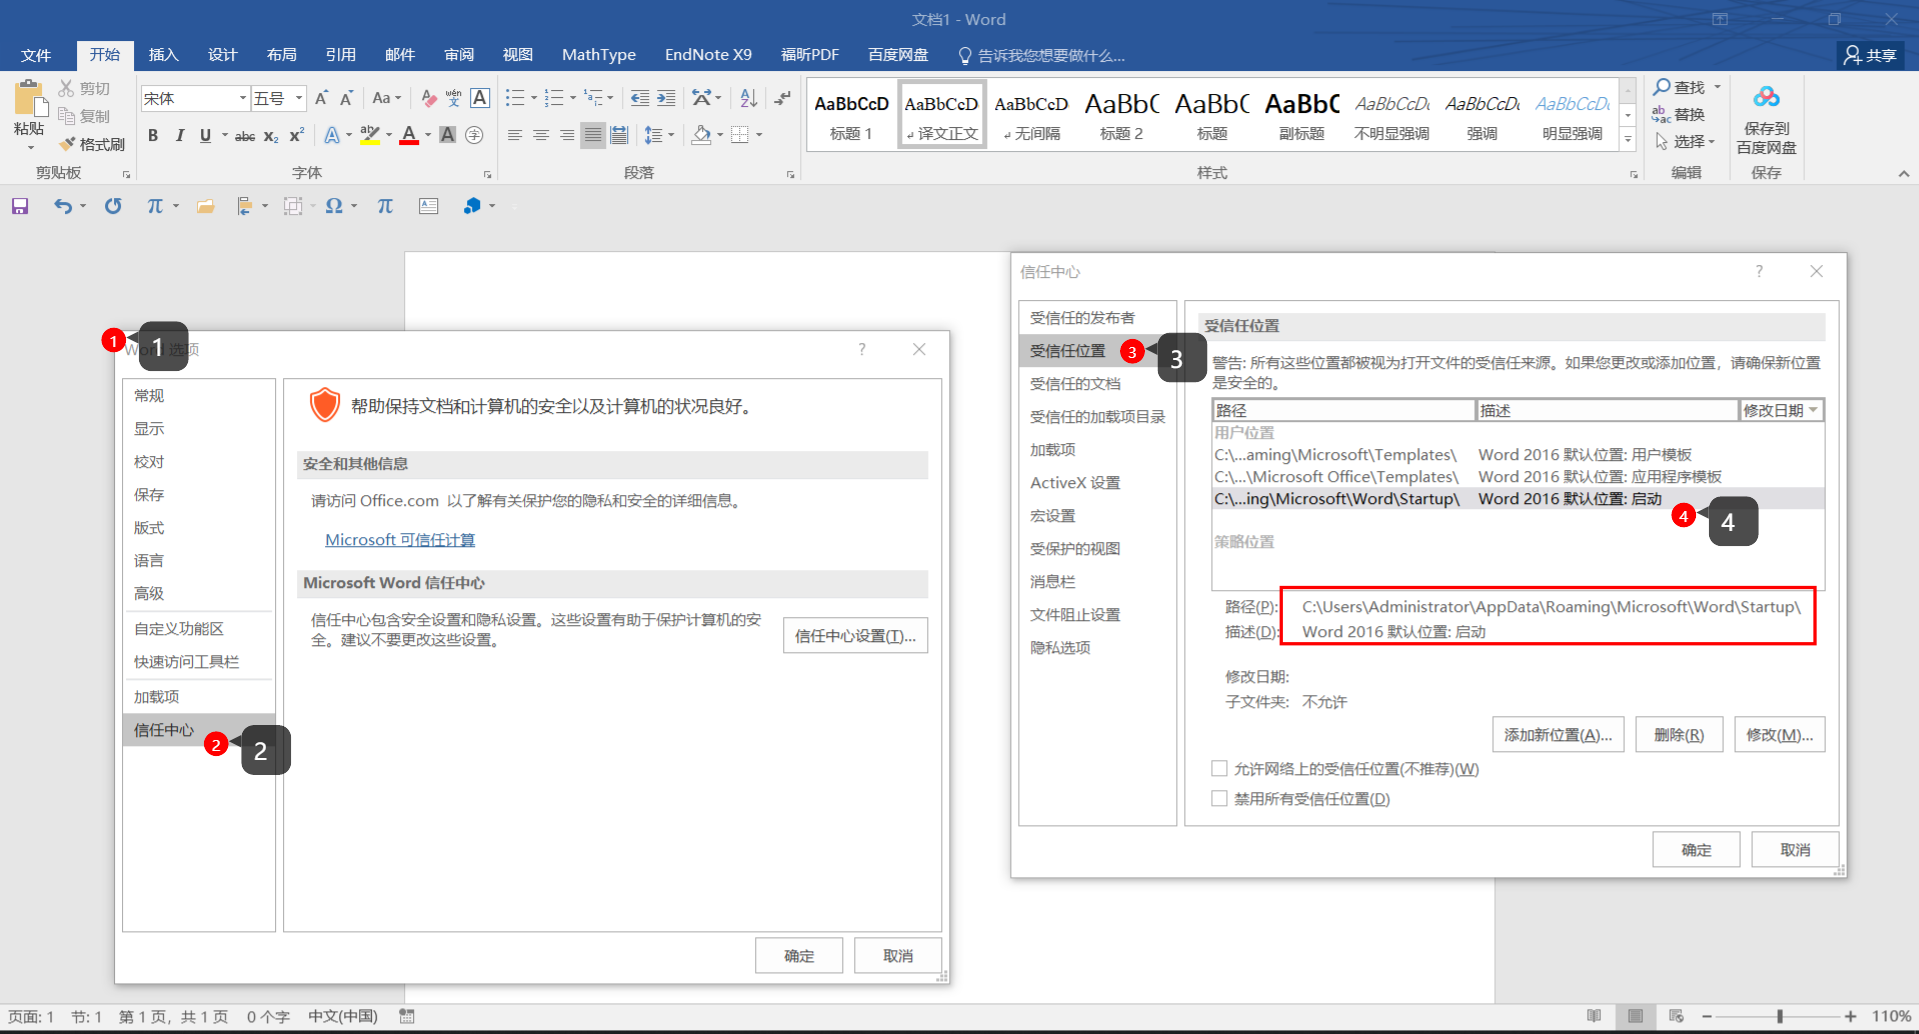 文档1 - Word
文件 开始 插入 设计 布局 引用 邮件 审阅 视图 MathType EndNote X9 福昕PDF 百度网盘 告诉我您想要做什么... 共享
粘贴
剪切
复制
格式刷
剪贴板
宋体 五号 A A Aa wén 文 A
B I U abc x₂ x² A ab A A 字
字体
段落
AaBbCcD AaBbCcD AaBbCcD AaBbC AaBbC AaBbC AaBbCcDt AaBbCcDt AaBbCcDt
标题 1 译文正文 无间隔 标题 2 标题 副标题 不明显强调 强调 明显强调
样式
查找
替换
选择
编辑
保存到
百度网盘
保存
π Ω π
1
1
Word 选项
?
常规
显示
校对
保存
版式
语言
高级
自定义功能区
快速访问工具栏
加载项
信任中心
2
2
帮助保持文档和计算机的安全以及计算机的状况良好。
安全和其他信息
请访问 Office.com 以了解有关保护您的隐私和安全的详细信息。
Microsoft 可信任计算
Microsoft Word 信任中心
信任中心包含安全设置和隐私设置。这些设置有助于保护计算机的安
全。建议不要更改这些设置。
信任中心设置(T)...
确定 取消
信任中心
?
受信任的发布者
受信任位置
受信任的文档
受信任的加载项目录
加载项
ActiveX 设置
宏设置
受保护的视图
消息栏
文件阻止设置
隐私选项
3
3
受信任位置
警告: 所有这些位置都被视为打开文件的受信任来源。如果您更改或添加位置，请确保新位置
是安全的。
路径 描述 修改日期
用户位置
C:\...aming\Microsoft\Templates\ Word 2016 默认位置: 用户模板
C:\...\Microsoft Office\Templates\ Word 2016 默认位置: 应用程序模板
C:\...ing\Microsoft\Word\Startup\ Word 2016 默认位置: 启动
4
4
策略位置
路径(P): C:\Users\Administrator\AppData\Roaming\Microsoft\Word\Startup\
描述(D): Word 2016 默认位置: 启动
修改日期:
子文件夹: 不允许
添加新位置(A)... 删除(R) 修改(M)...
允许网络上的受信任位置(不推荐)(W)
禁用所有受信任位置(D)
确定 取消
页面: 1 节: 1 第 1 页，共 1 页 0 个字 中文(中国) 110%